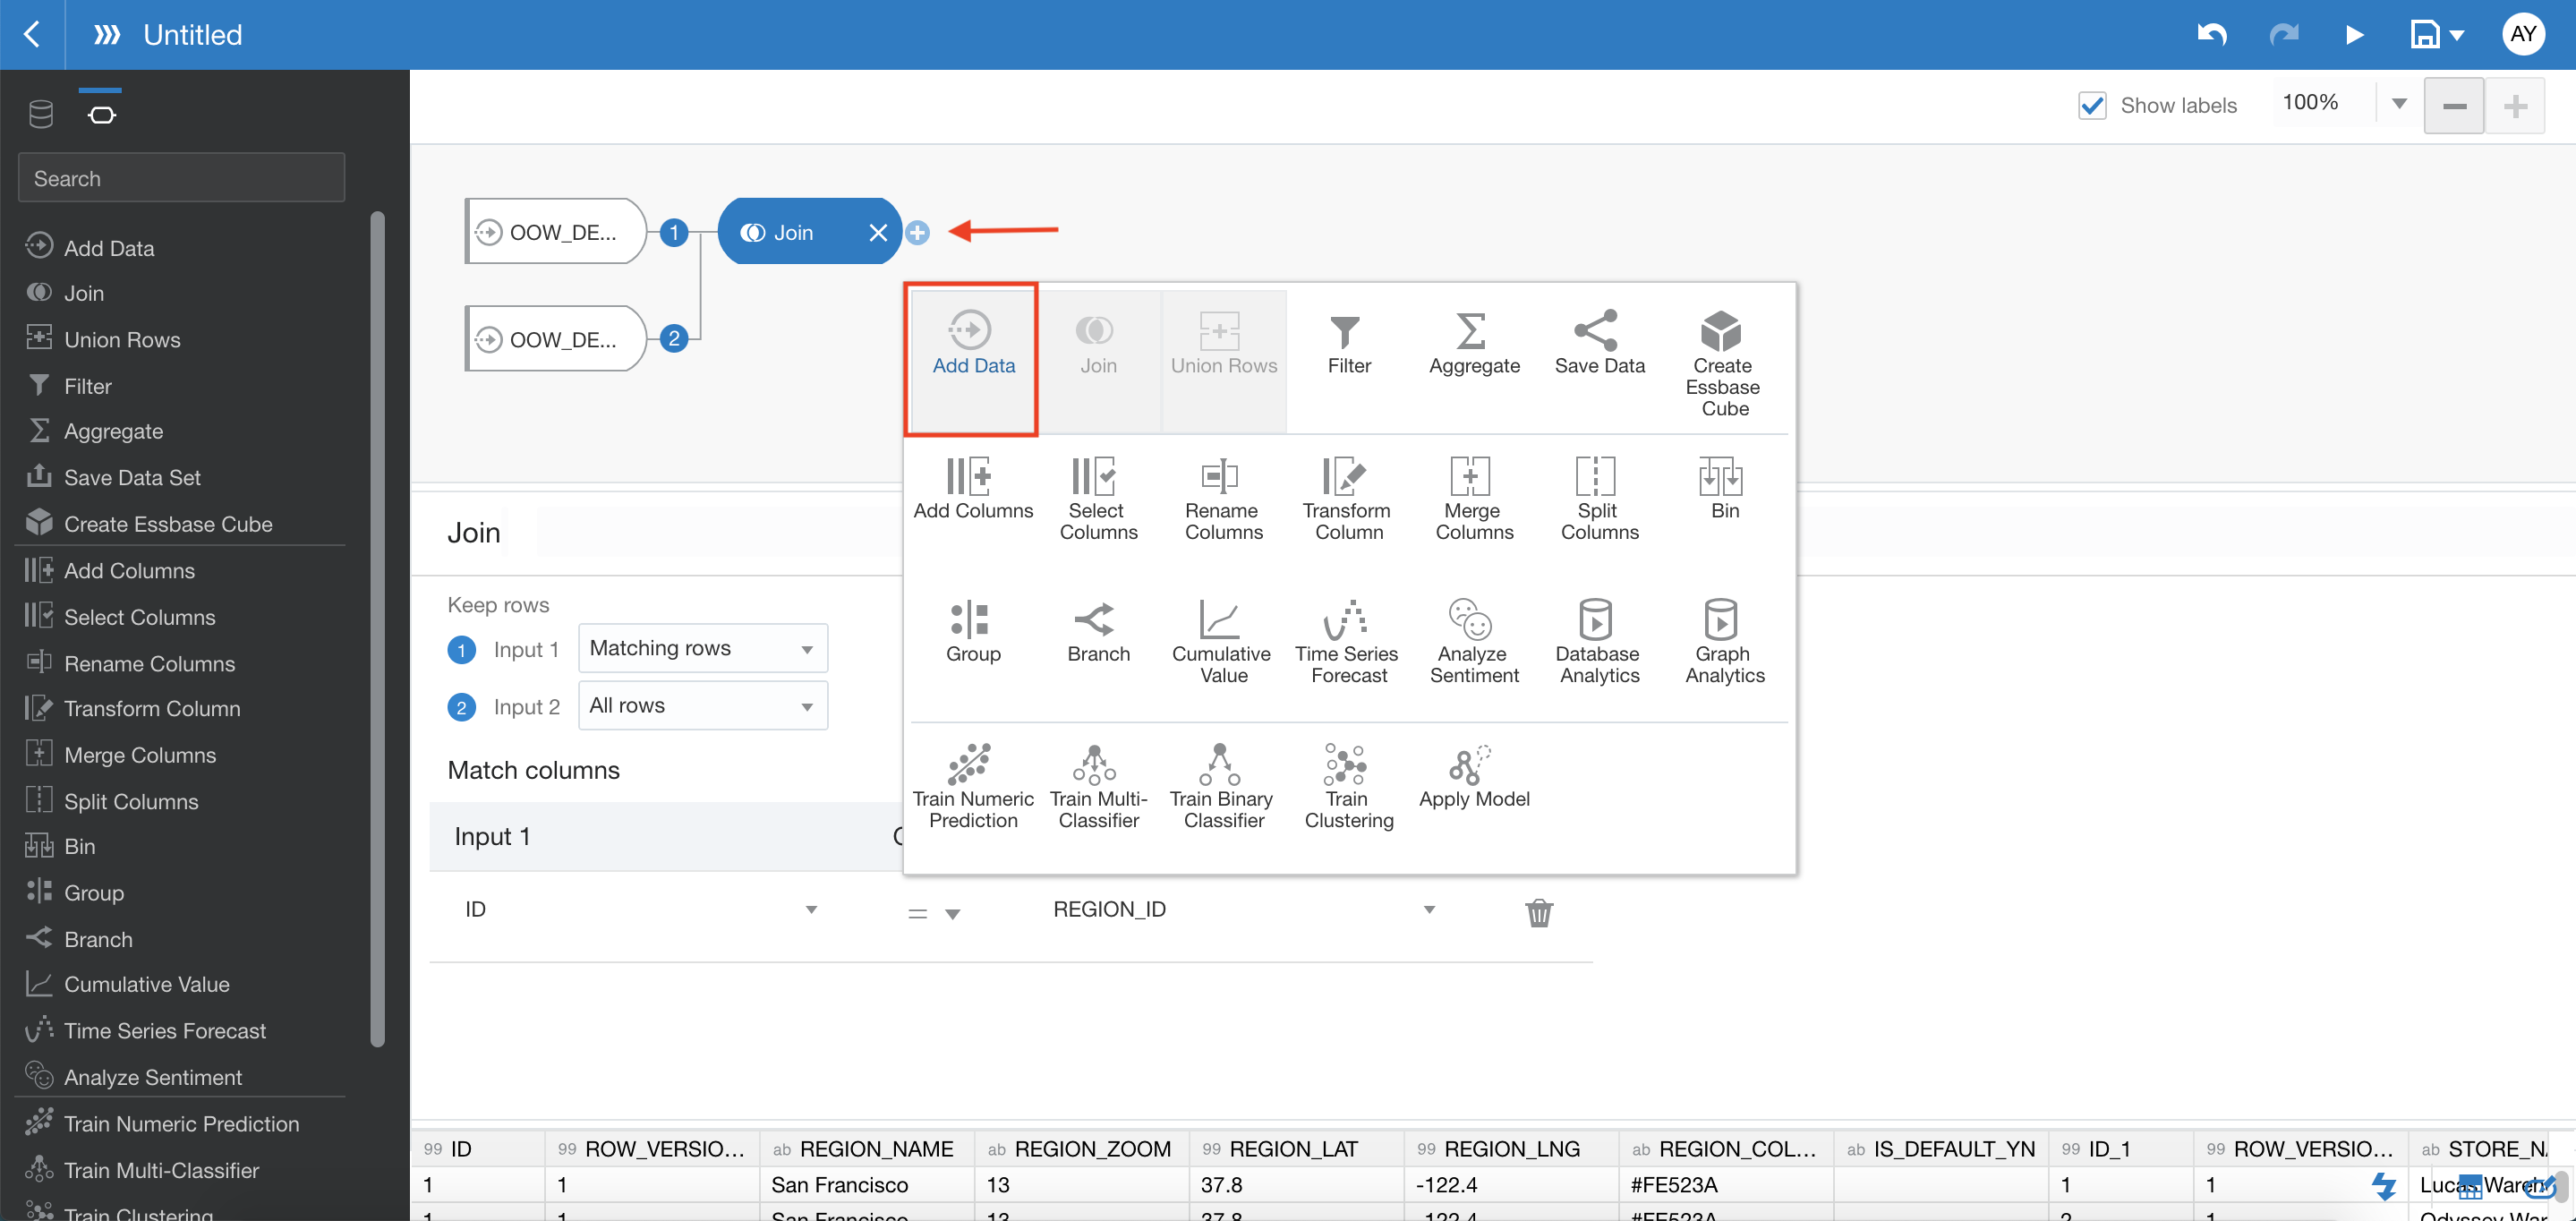 Untitled
AY
Show labels
100%
Search
Add Data
Join
Union Rows
Filter
Aggregate
Save Data Set
Create Essbase Cube
Add Columns
Select Columns
Rename Columns
Transform Column
Merge Columns
Split Columns
Bin
Group
Branch
Cumulative Value
Time Series Forecast
Analyze Sentiment
Train Numeric Prediction
Train Multi-Classifier
Train Clustering
OOW_DE...
1
Join
OOW_DE...
2
Add Data
Join
Union Rows
Filter
Aggregate
Save Data
Create
Essbase
Cube
Add Columns
Select
Columns
Rename
Columns
Transform
Column
Merge
Columns
Split
Columns
Bin
Group
Branch
Cumulative
Value
Time Series
Forecast
Analyze
Sentiment
Database
Analytics
Graph
Analytics
Train Numeric
Prediction
Train Multi-
Classifier
Train Binary
Classifier
Train
Clustering
Apply Model
Join
Keep rows
1 Input 1 Matching rows
2 Input 2 All rows
Match columns
Input 1
ID = REGION_ID
99 ID 99 ROW_VERSIO... ab REGION_NAME ab REGION_ZOOM 99 REGION_LAT 99 REGION_LNG ab REGION_COL... ab IS_DEFAULT_YN 99 ID_1 99 ROW_VERSIO... ab STORE_N
1 1 San Francisco 13 37.8 -122.4 #FE523A 1 1
1 1 San Francisco 13 37.8 -122.4 #FE523A 2 1